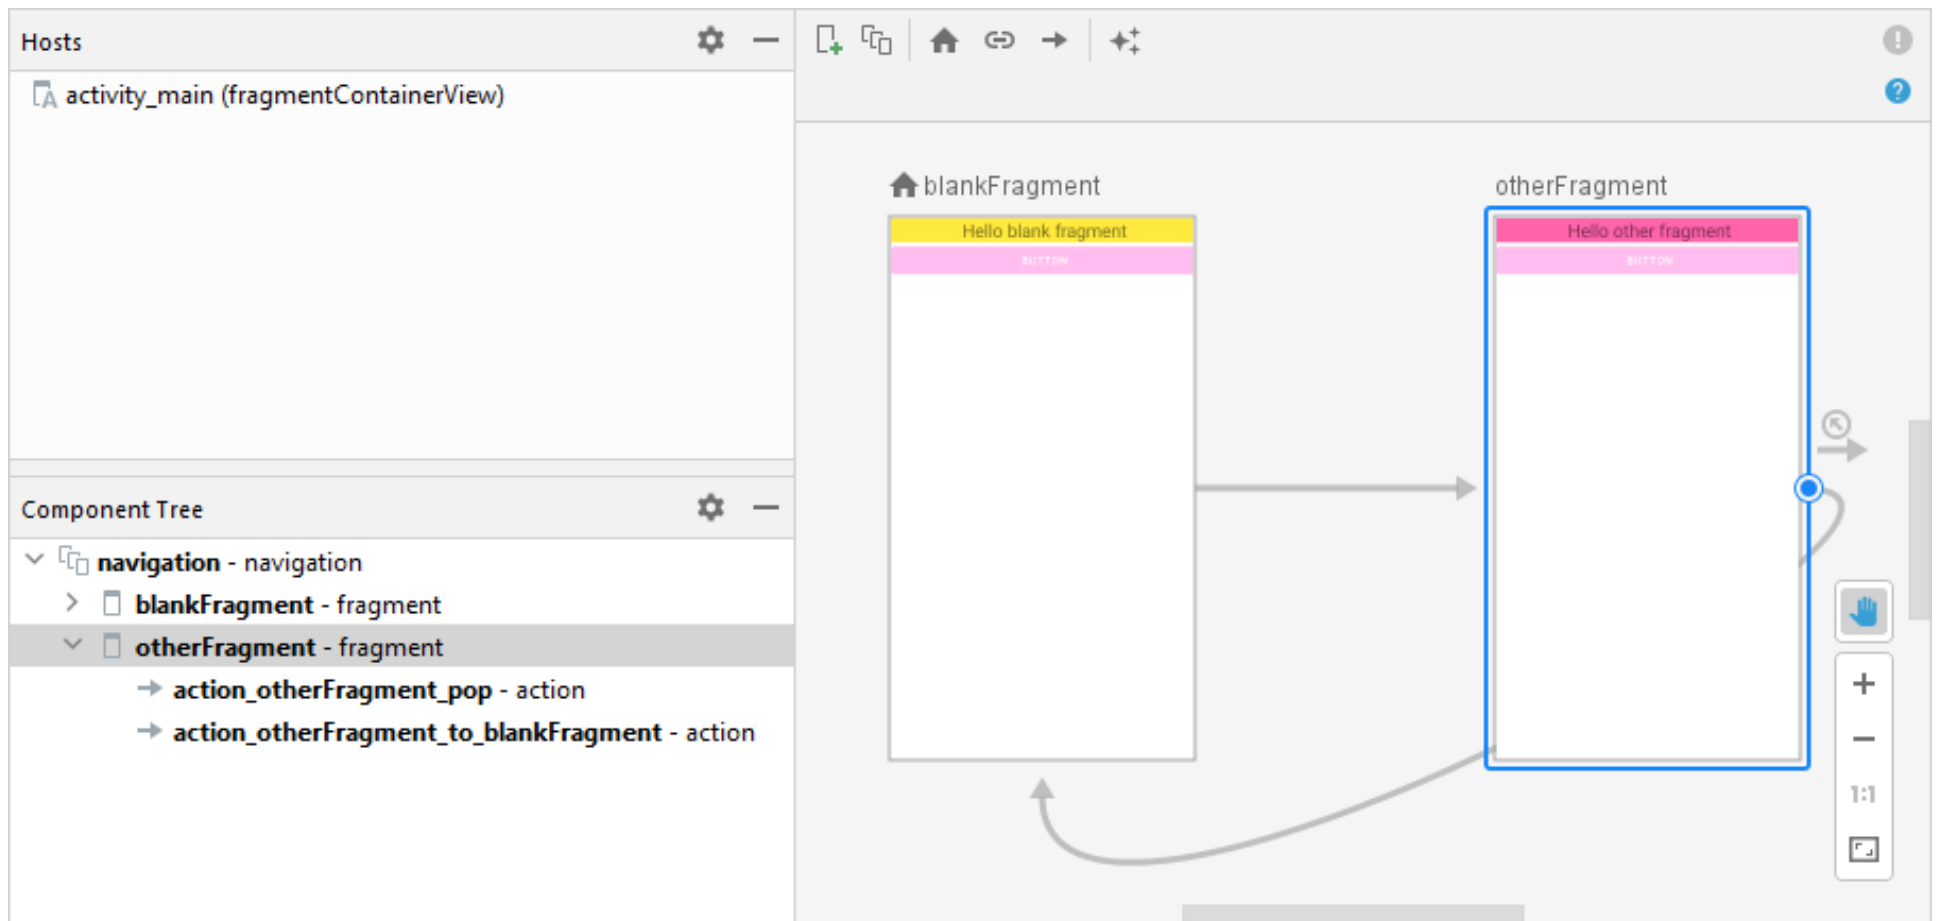 Hosts
activity_main (fragmentContainerView)
Component Tree
navigation - navigation
blankFragment - fragment
otherFragment - fragment
action_otherFragment_pop - action
action_otherFragment_to_blankFragment - action
blankFragment
Hello blank fragment
BUTTON
otherFragment
Hello other fragment
BUTTON
1:1